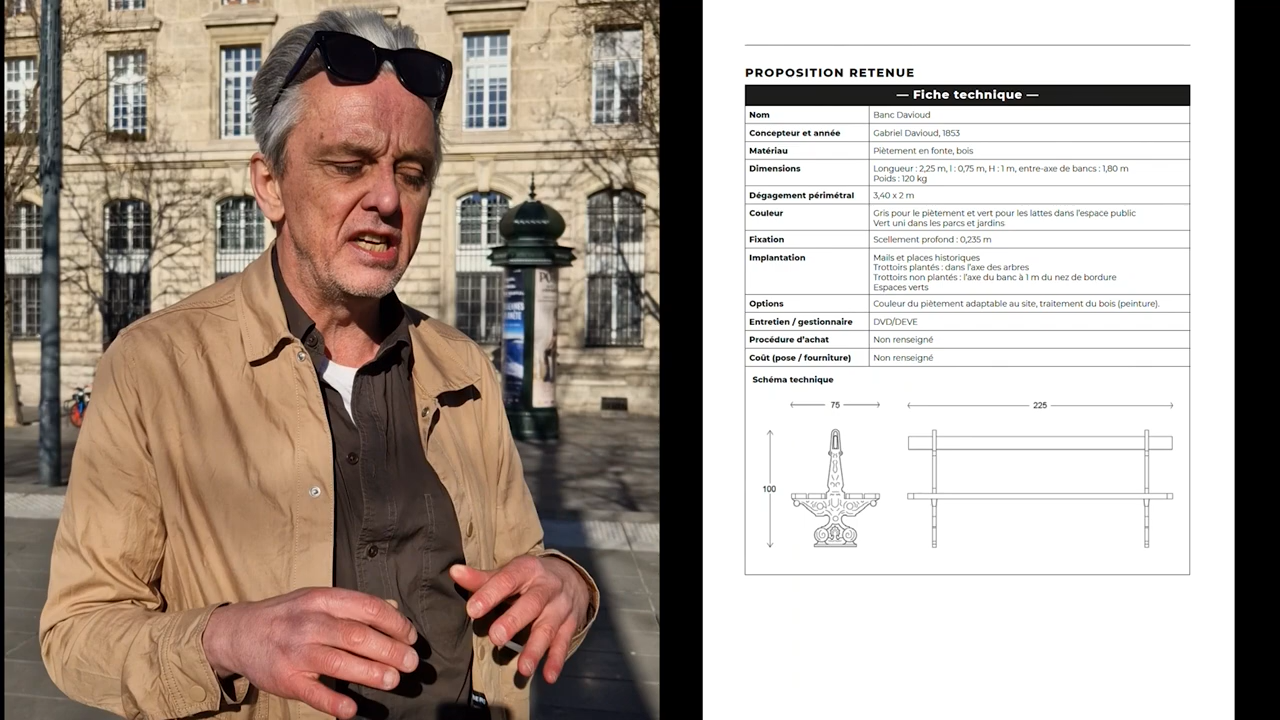 PROPOSITION RETENUE
— Fiche technique —
Nom Banc Davioud
Concepteur et année Gabriel Davioud, 1853
Matériau Piètement en fonte, bois
Dimensions Longueur : 2,25 m, l : 0,75 m, H : 1 m, entre-axe de bancs : 1,80 m
Poids : 120 kg
Dégagement périmétral 3,40 x 2 m
Couleur Gris pour le piètement et vert pour les lattes dans l'espace public
Vert uni dans les parcs et jardins
Fixation Scellement profond : 0,235 m
Implantation Mails et places historiques
Trottoirs plantés : dans l'axe des arbres
Trottoirs non plantés : l'axe du banc à 1 m du nez de bordure
Espaces verts
Options Couleur du piètement adaptable au site, traitement du bois (peinture).
Entretien / gestionnaire DVD/DEVE
Procédure d'achat Non renseigné
Coût (pose / fourniture) Non renseigné
Schéma technique
75 225
100